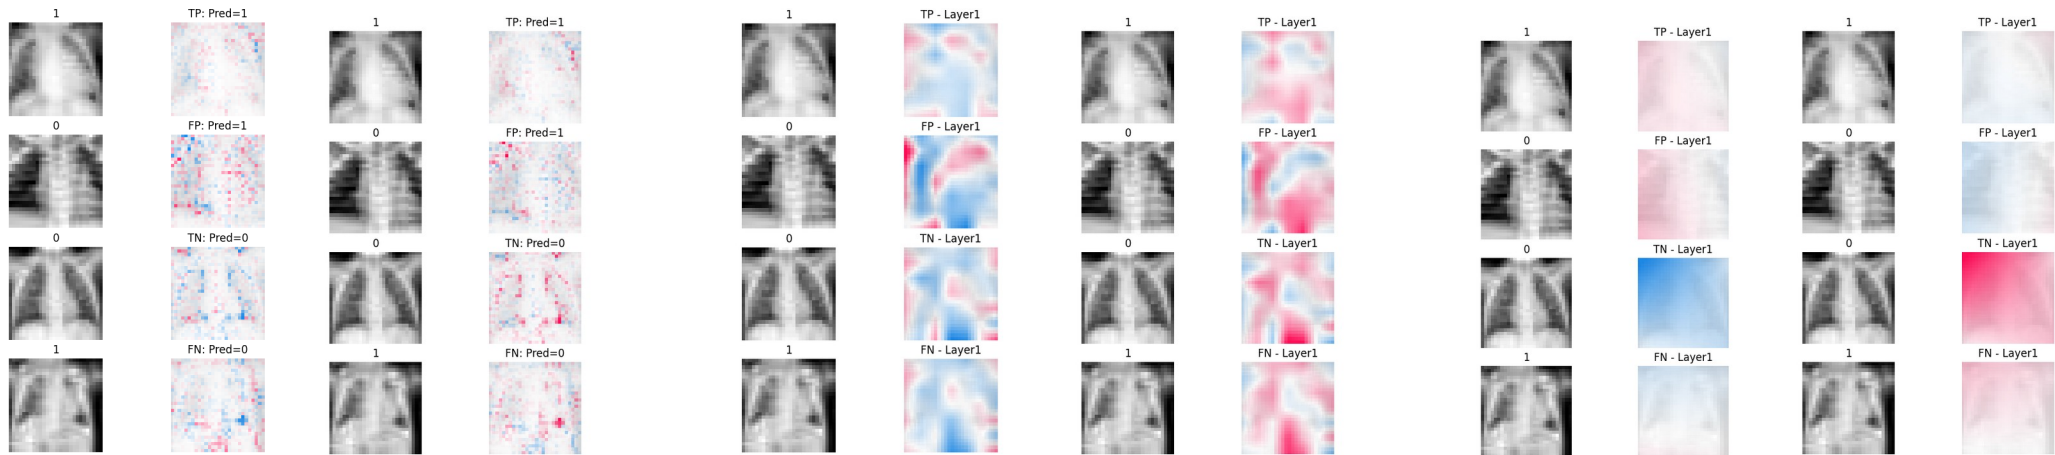 1 TP: Pred=1 1 TP: Pred=1 1 TP - Layer1 1 TP - Layer1 1 TP - Layer1 1 TP - Layer1
0 FP: Pred=1 0 FP: Pred=1 0 FP - Layer1 0 FP - Layer1 0 FP - Layer1 0 FP - Layer1
0 TN: Pred=0 0 TN: Pred=0 0 TN - Layer1 0 TN - Layer1 0 TN - Layer1 0 TN - Layer1
1 FN: Pred=0 1 FN: Pred=0 1 FN - Layer1 1 FN - Layer1 1 FN - Layer1 1 FN - Layer1